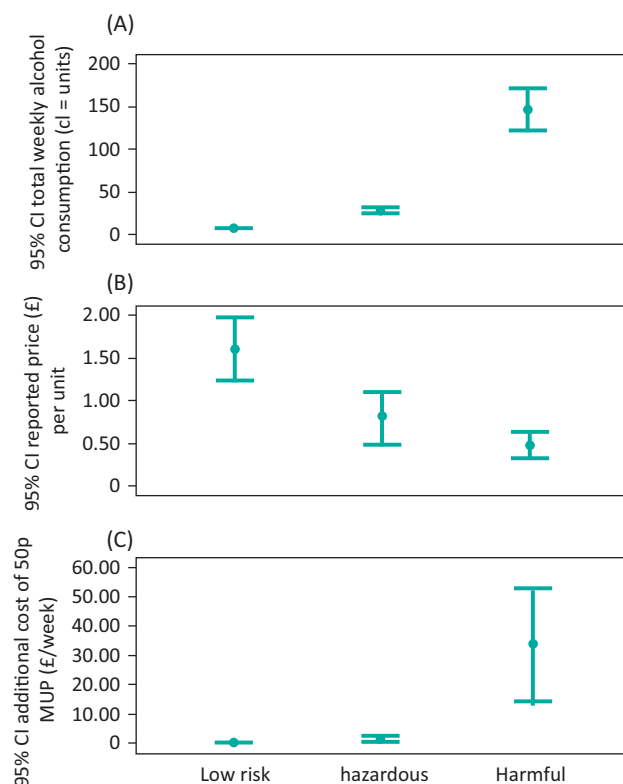 (A)
95% CI total weekly alcohol
consumption (cl = units)
200
150
100
50
0
(B)
95% CI reported price (£)
per unit
2.00
1.50
1.00
0.50
0
(C)
95% CI additional cost of 50p
MUP (£/week)
60.00
50.00
40.00
30.00
20.00
10.00
0
Low risk
hazardous
Harmful